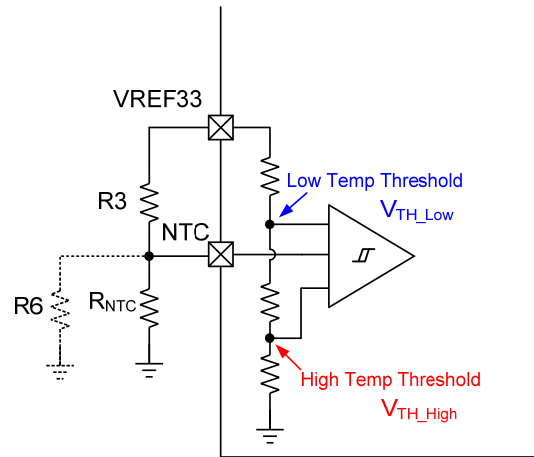 VREF33
R3
Low Temp Threshold
VTH_Low
NTC
R6
RNTC
High Temp Threshold
VTH_High